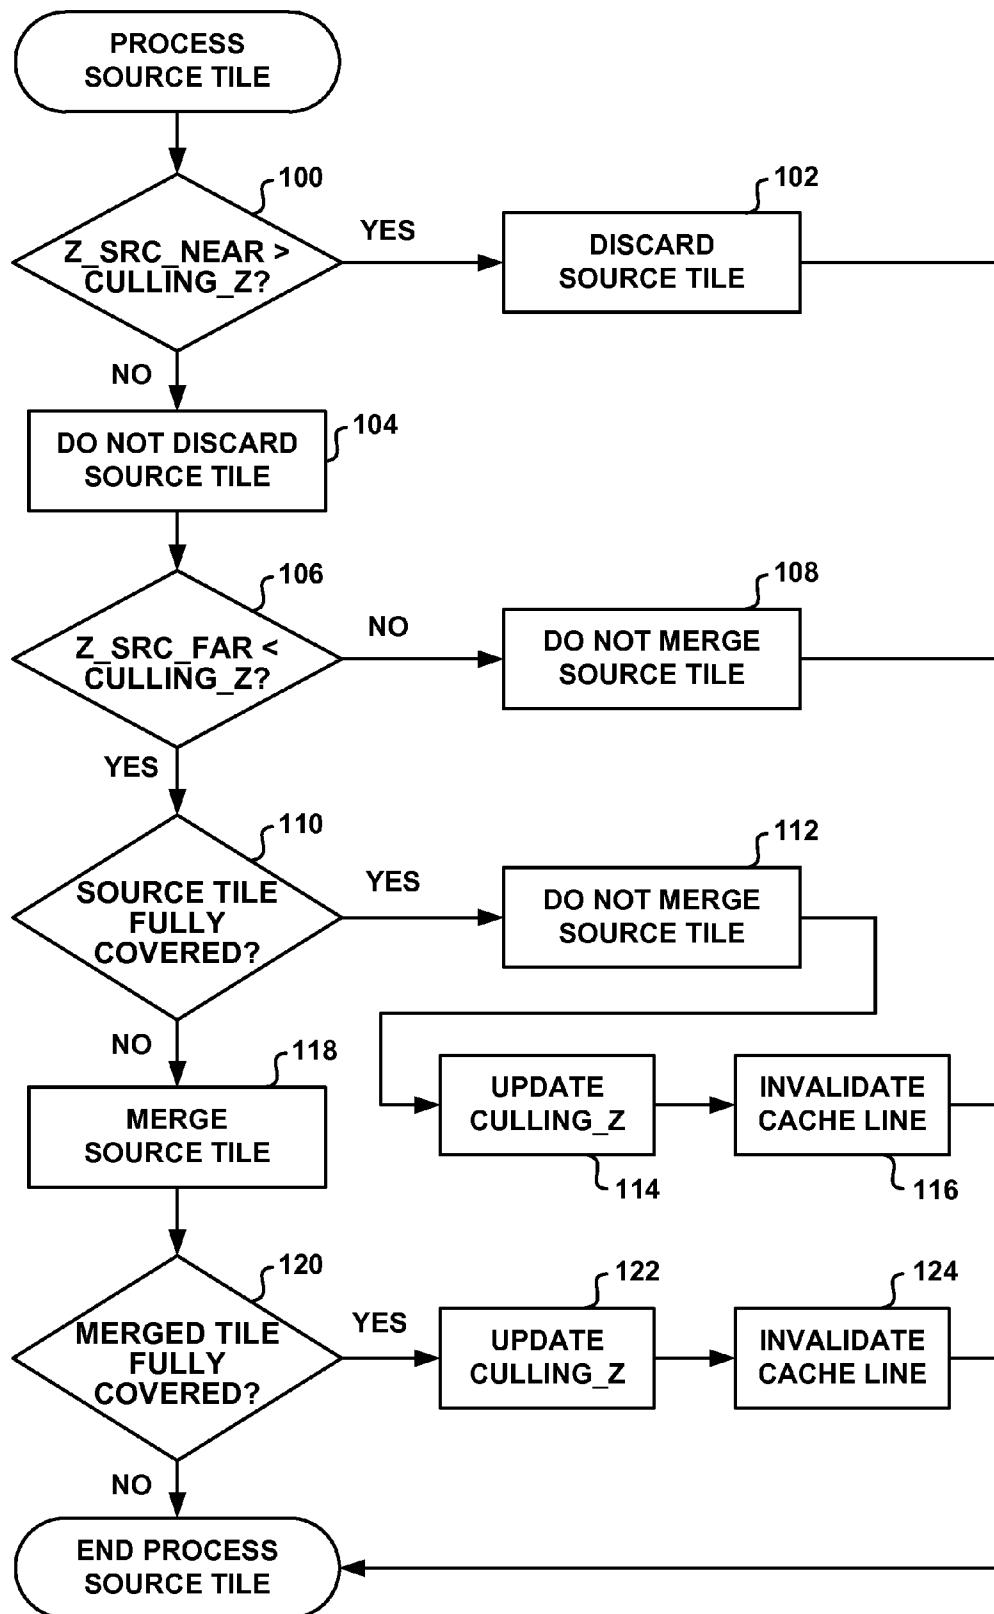 PROCESS
SOURCE TILE
100
Z_SRC_NEAR >
CULLING_Z?
YES
102
DISCARD
SOURCE TILE
NO
104
DO NOT DISCARD
SOURCE TILE
106
Z_SRC_FAR <
CULLING_Z?
NO
108
DO NOT MERGE
SOURCE TILE
YES
110
SOURCE TILE
FULLY
COVERED?
YES
112
DO NOT MERGE
SOURCE TILE
NO
118
MERGE
SOURCE TILE
UPDATE
CULLING_Z
114
INVALIDATE
CACHE LINE
116
120
MERGED TILE
FULLY
COVERED?
YES
122
UPDATE
CULLING_Z
124
INVALIDATE
CACHE LINE
NO
END PROCESS
SOURCE TILE